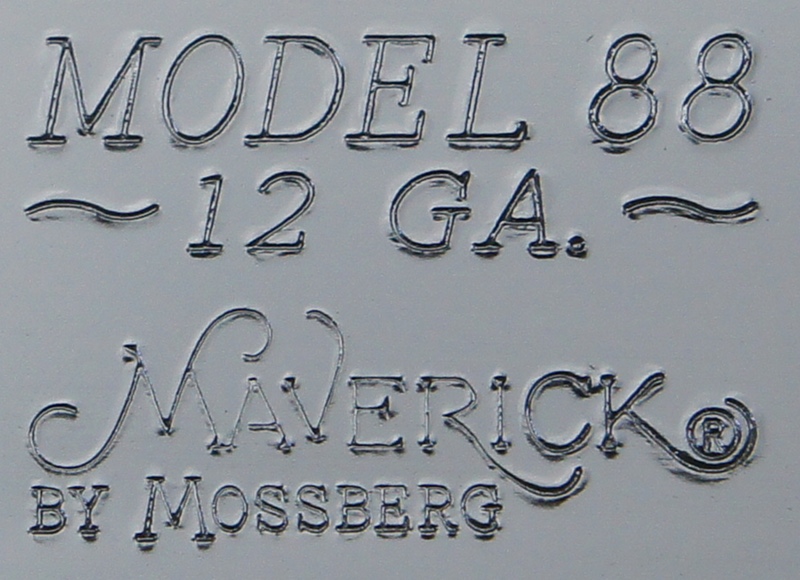 MODEL 88
~ 12 GA. ~
MAVERICK®
BY MOSSBERG